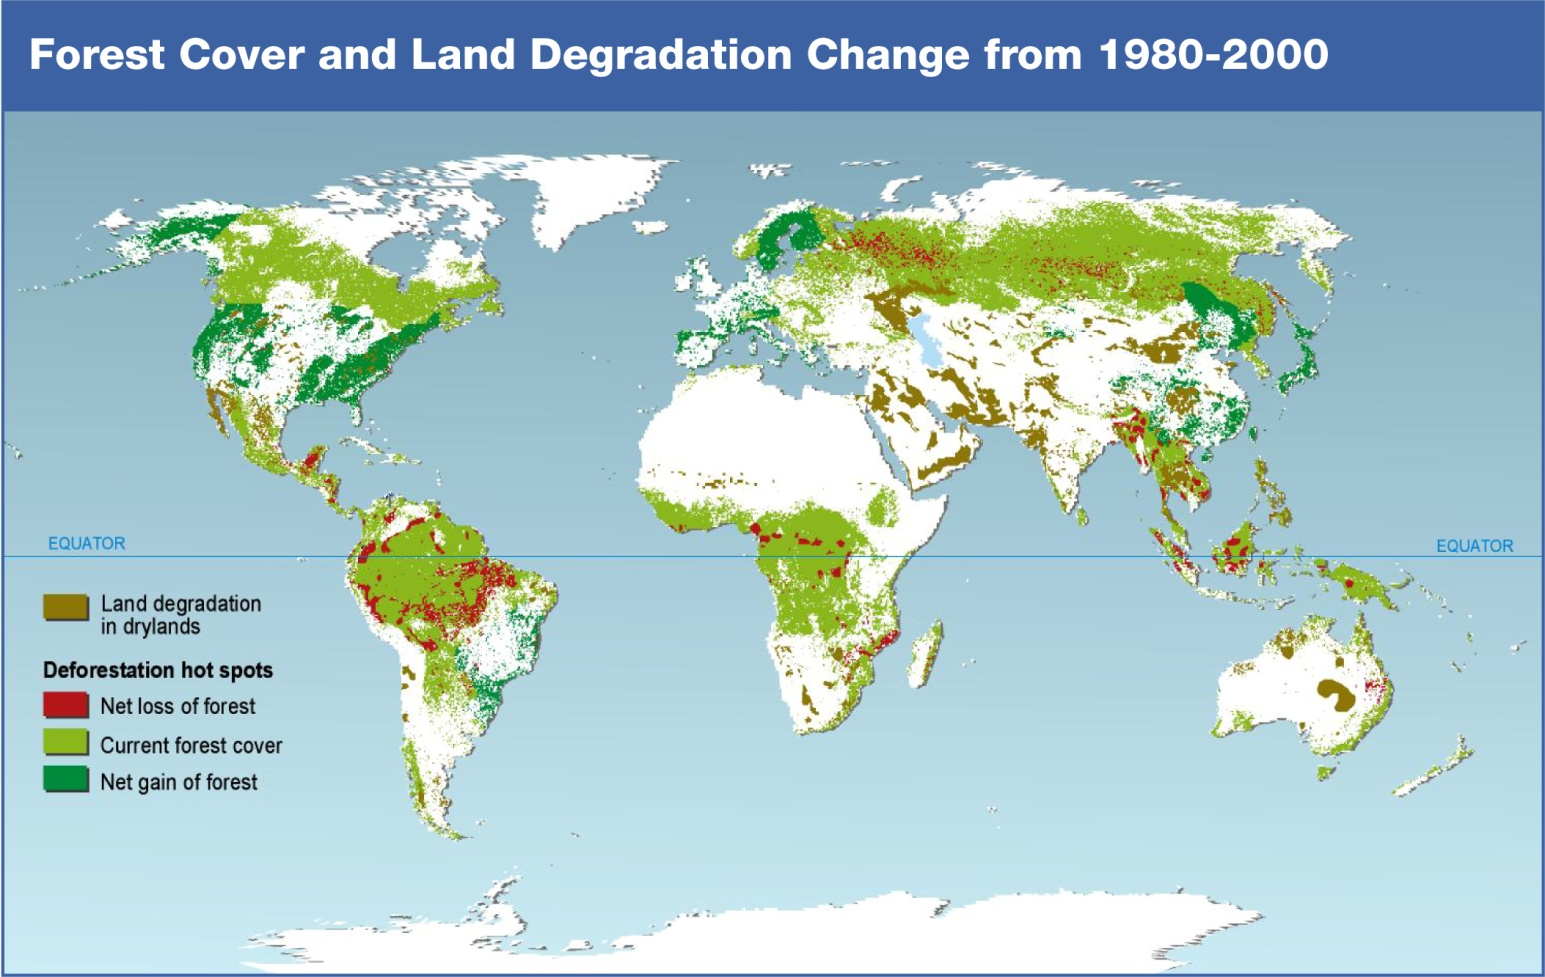 Forest Cover and Land Degradation Change from 1980-2000
EQUATOR
EQUATOR
Land degradation
in drylands
Deforestation hot spots
Net loss of forest
Current forest cover
Net gain of forest